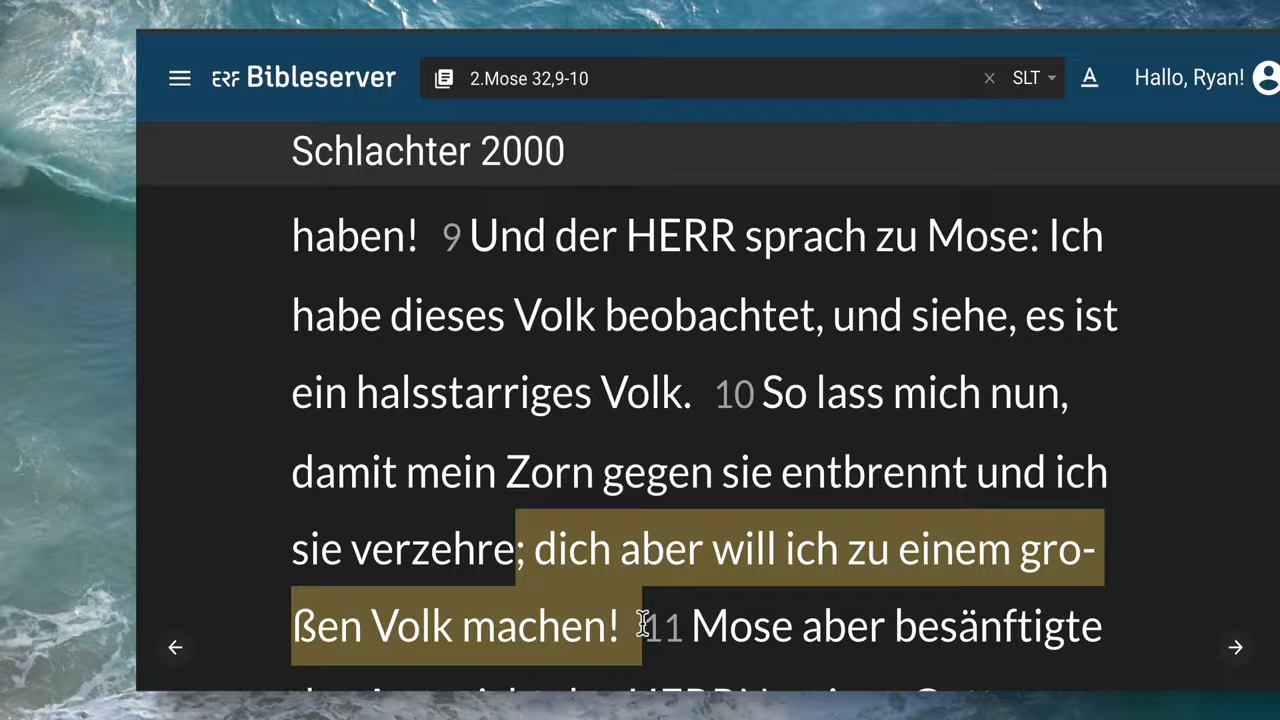 ERF Bibleserver 2.Mose 32,9-10 SLT A Hallo, Ryan!
Schlachter 2000
haben! 9 Und der HERR sprach zu Mose: Ich
habe dieses Volk beobachtet, und siehe, es ist
ein halsstarriges Volk. 10 So lass mich nun,
damit mein Zorn gegen sie entbrennt und ich
sie verzehre; dich aber will ich zu einem gro-
ßen Volk machen! 11 Mose aber besänftigte